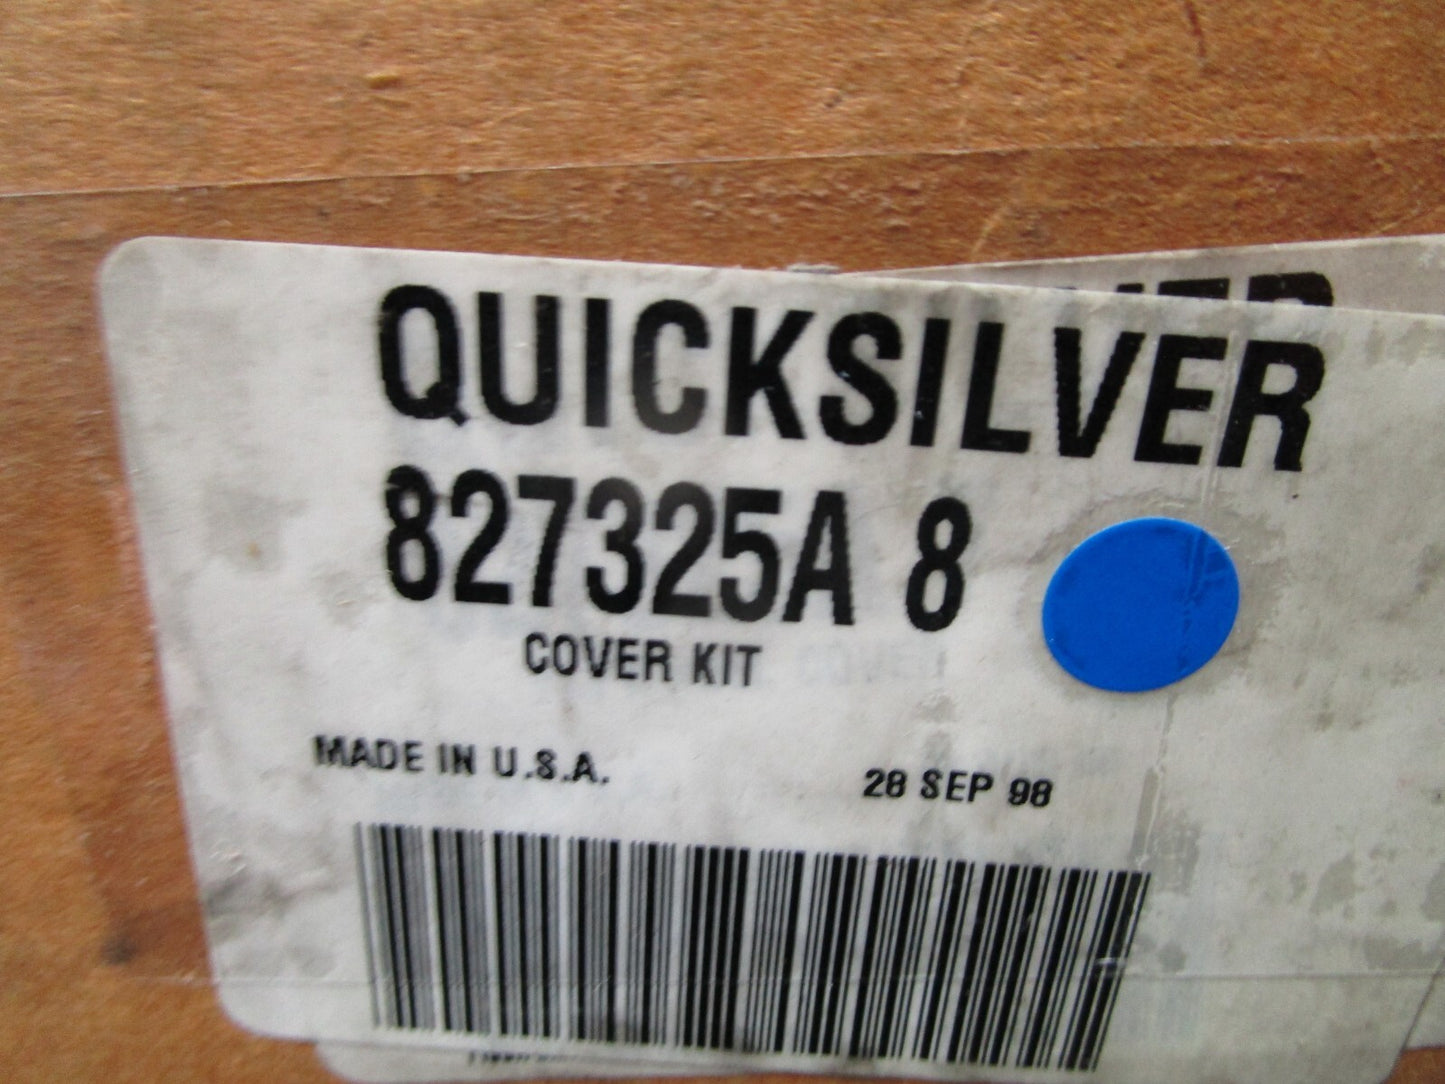 QUICKSILVER
827325A 8
COVER KIT
MADE IN U.S.A.
28 SEP 98